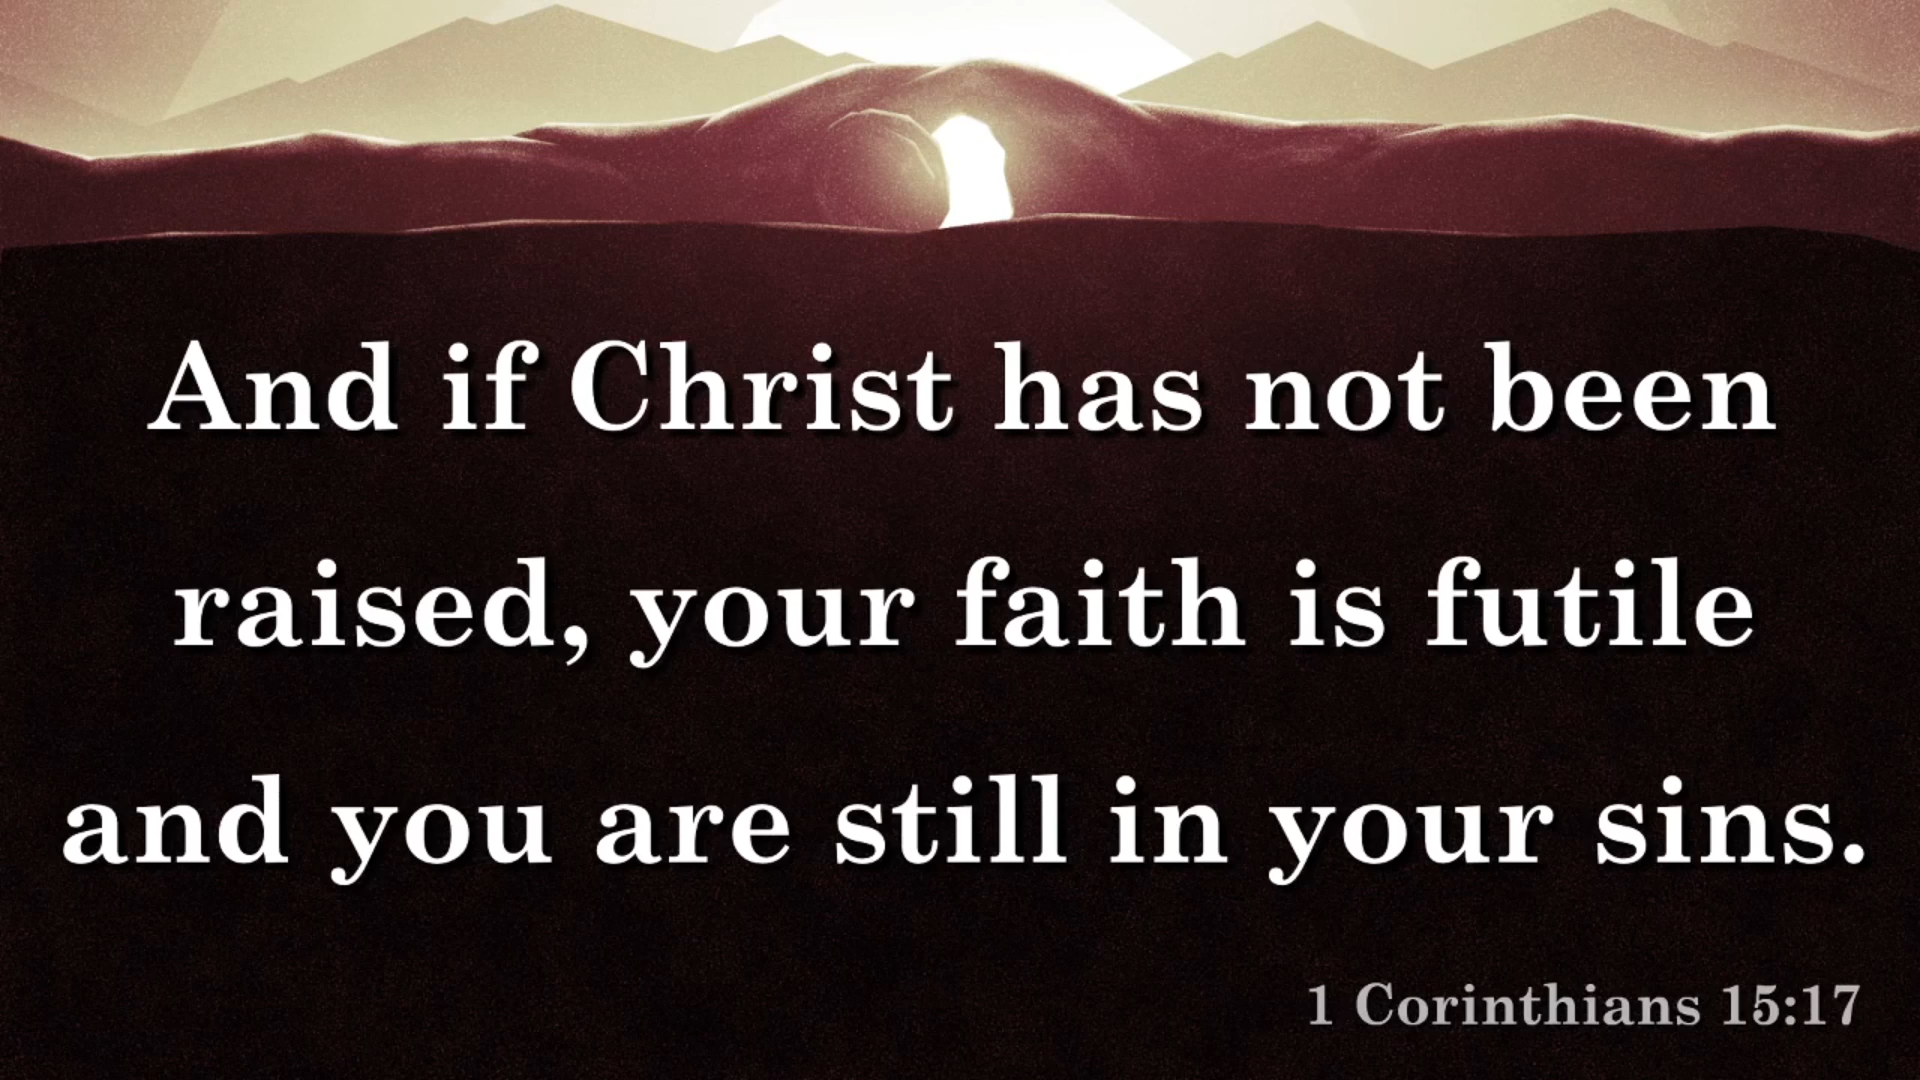 And if Christ has not been
raised, your faith is futile
and you are still in your sins.
1 Corinthians 15:17